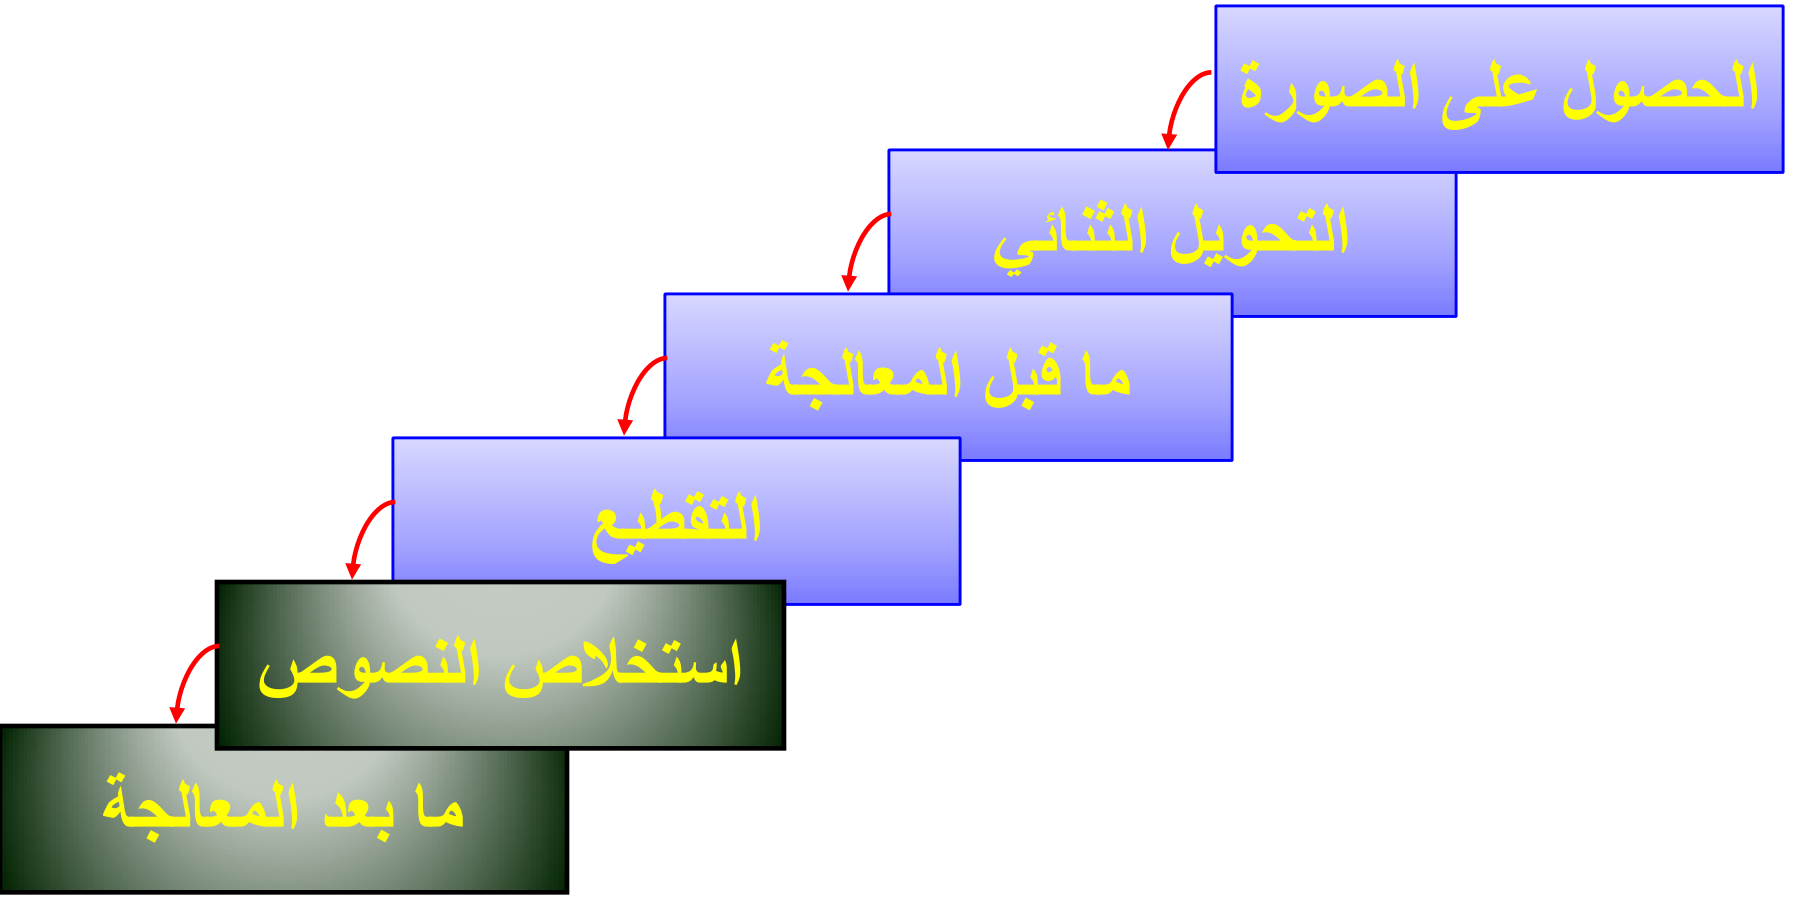 الحصول على الصورة
التحويل الثنائي
ما قبل المعالجة
التقطيع
استخلاص النصوص
ما بعد المعالجة